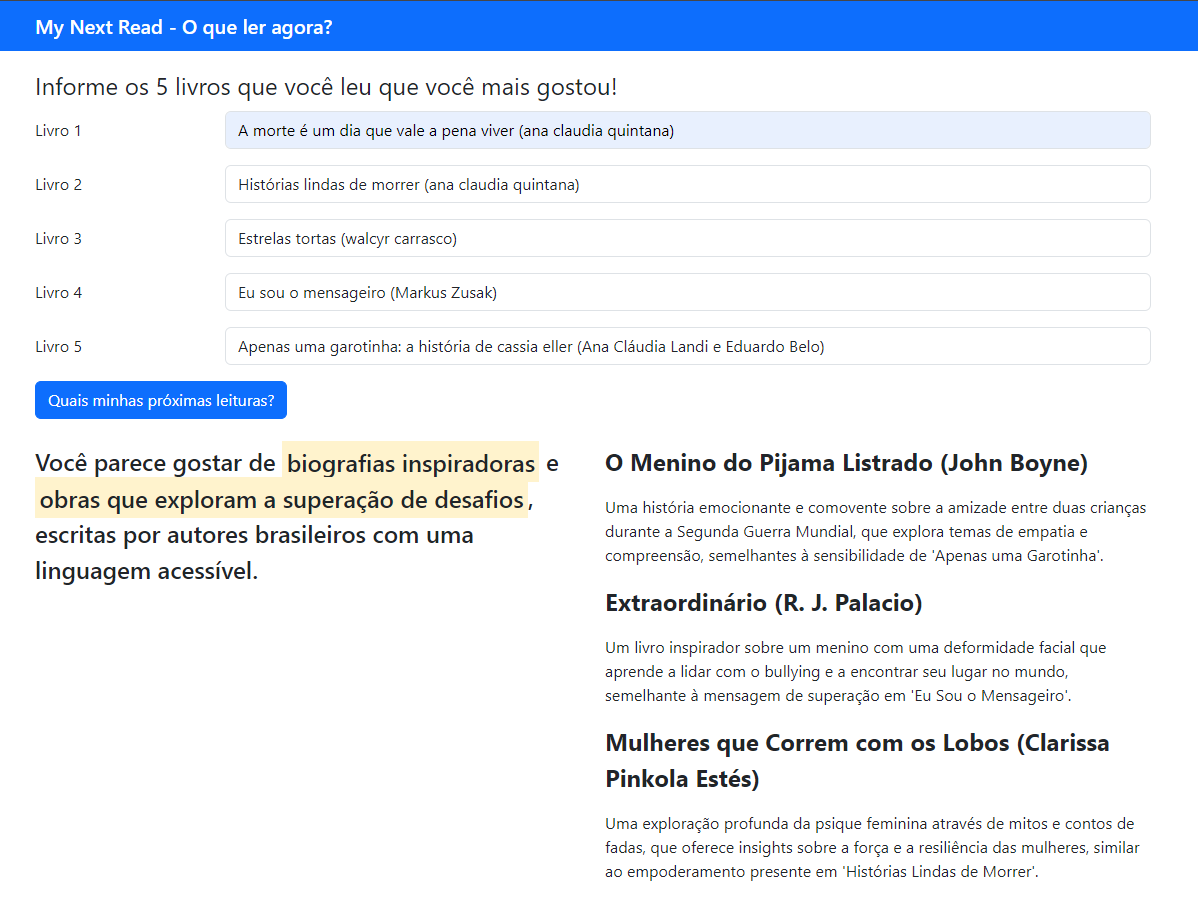 My Next Read - O que ler agora?
Informe os 5 livros que você leu que você mais gostou!
Livro 1
A morte é um dia que vale a pena viver (ana claudia quintana)
Livro 2
Histórias lindas de morrer (ana claudia quintana)
Livro 3
Estrelas tortas (walcyr carrasco)
Livro 4
Eu sou o mensageiro (Markus Zusak)
Livro 5
Apenas uma garotinha: a história de cassia eller (Ana Cláudia Landi e Eduardo Belo)
Quais minhas próximas leituras?
Você parece gostar de biografias inspiradoras e
obras que exploram a superação de desafios,
escritas por autores brasileiros com uma
linguagem acessível.
O Menino do Pijama Listrado (John Boyne)
Uma história emocionante e comovente sobre a amizade entre duas crianças
durante a Segunda Guerra Mundial, que explora temas de empatia e
compreensão, semelhantes à sensibilidade de 'Apenas uma Garotinha'.
Extraordinário (R. J. Palacio)
Um livro inspirador sobre um menino com uma deformidade facial que
aprende a lidar com o bullying e a encontrar seu lugar no mundo,
semelhante à mensagem de superação em 'Eu Sou o Mensageiro'.
Mulheres que Correm com os Lobos (Clarissa
Pinkola Estés)
Uma exploração profunda da psique feminina através de mitos e contos de
fadas, que oferece insights sobre a força e a resiliência das mulheres, similar
ao empoderamento presente em 'Histórias Lindas de Morrer'.